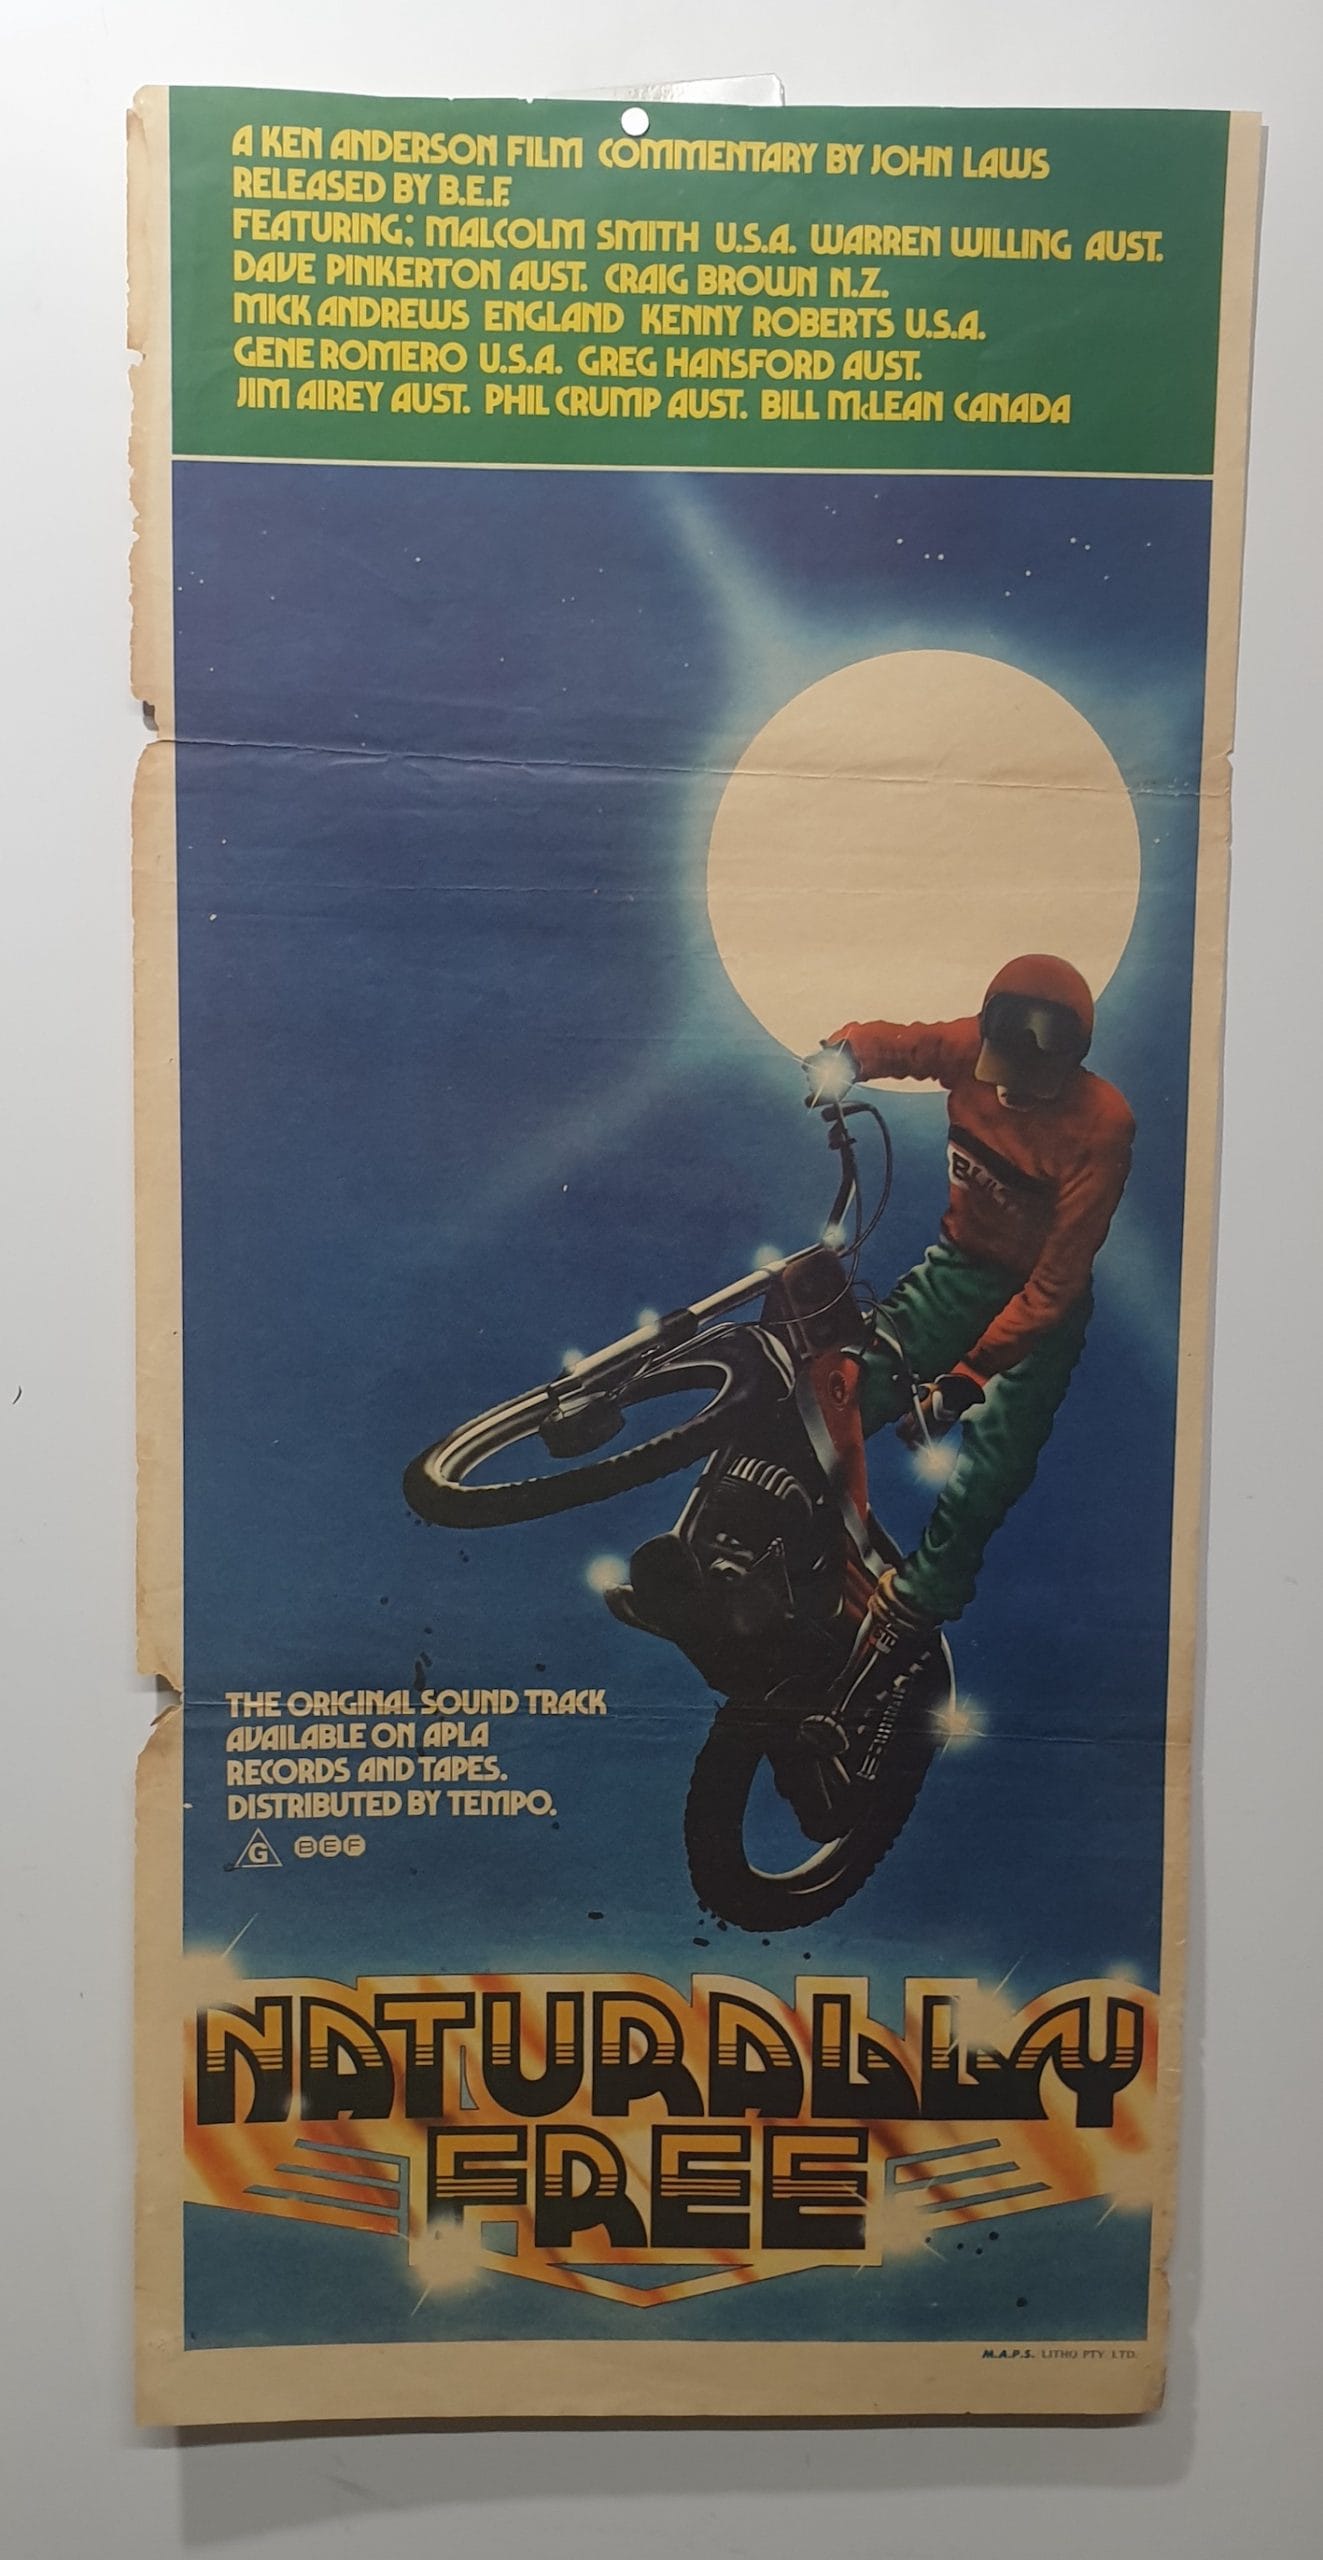 A KEN ANDERSON FILM COMMENTARY BY JOHN LAWS
RELEASED BY B.E.F.
FEATURING: MALCOLM SMITH U.S.A. WARREN WILLING AUST.
DAVE PINKERTON AUST. CRAIG BROWN N.Z.
MICK ANDREWS ENGLAND KENNY ROBERTS U.S.A.
GENE ROMERO U.S.A. GREG HANSFORD AUST.
JIM AIREY AUST. PHIL CRUMP AUST. BILL McLEAN CANADA
THE ORIGINAL SOUND TRACK
AVAILABLE ON APLA
RECORDS AND TAPES.
DISTRIBUTED BY TEMPO.
G BEF
NATURALLY
FREE
M.A.P.S. LITHO PTY. LTD.